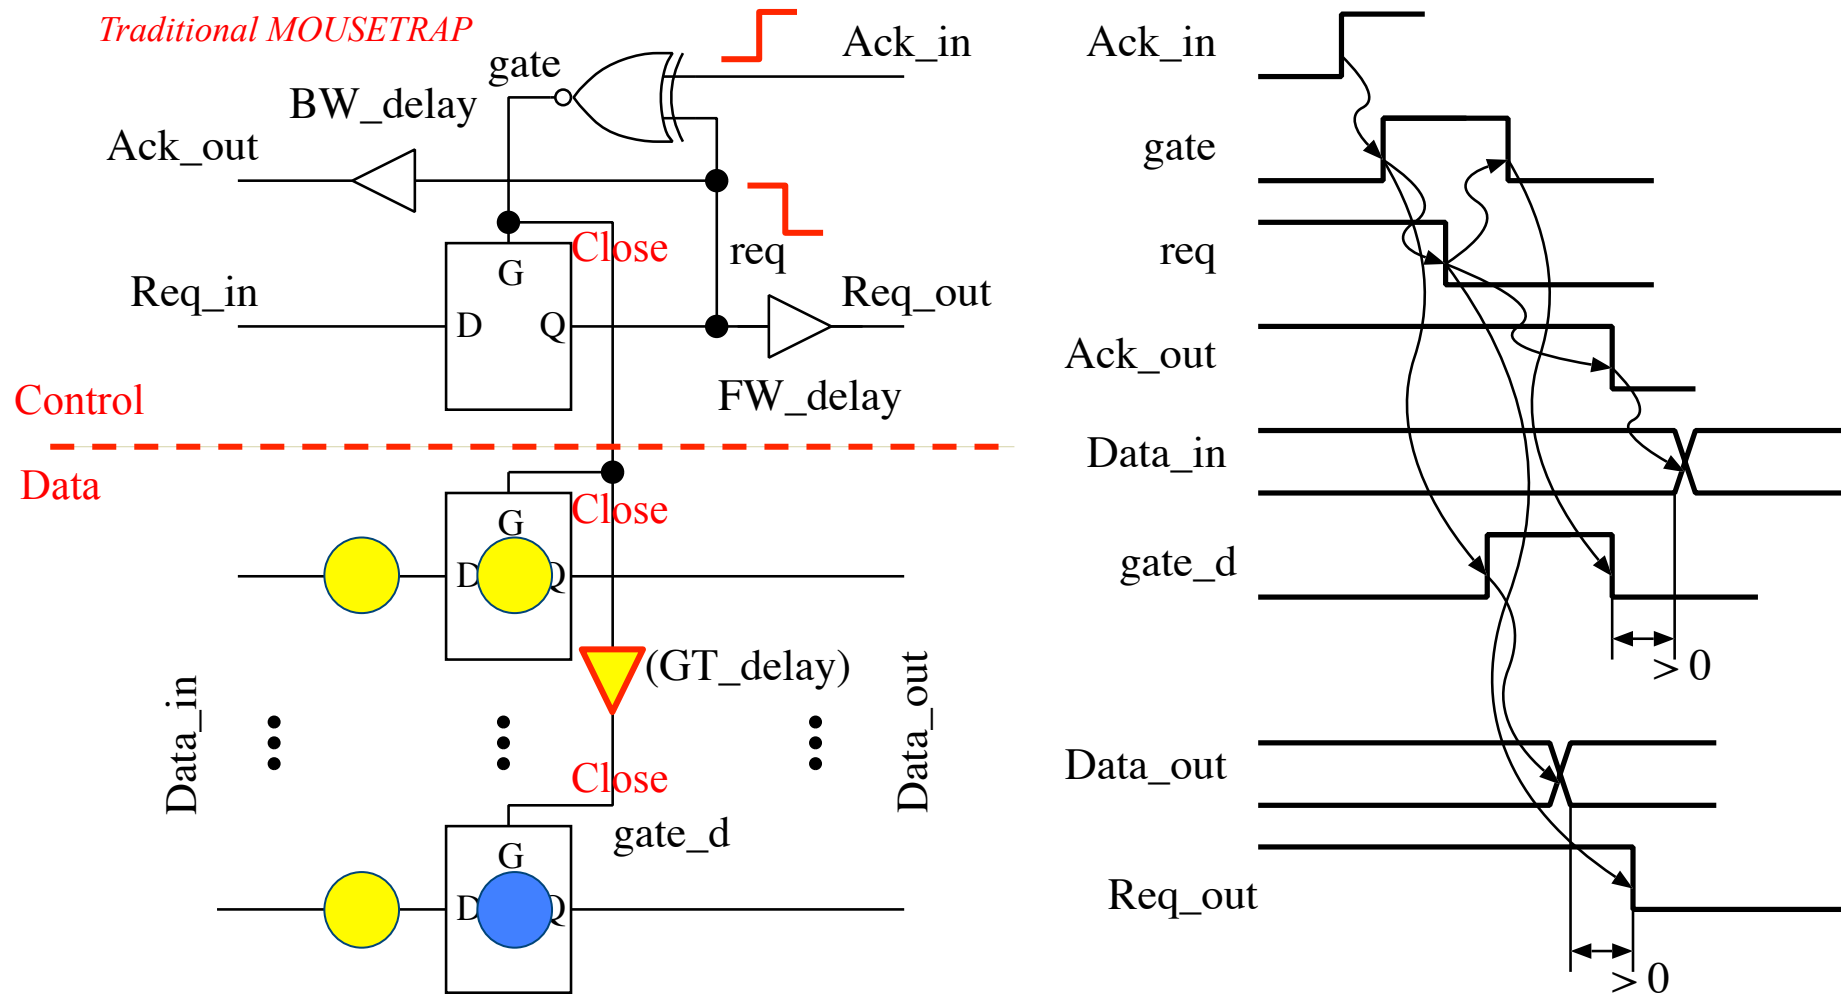 Traditional MOUSETRAP
gate
Ack_in
BW_delay
Ack_out
Close
req
G
Req_in
Req_out
D
Q
FW_delay
Control
Data
Close
G
D
Q
(GT_delay)
Data_in
Data_out
Close
gate_d
G
D
Q
Ack_in
gate
req
Ack_out
Data_in
gate_d
> 0
Data_out
Req_out
> 0